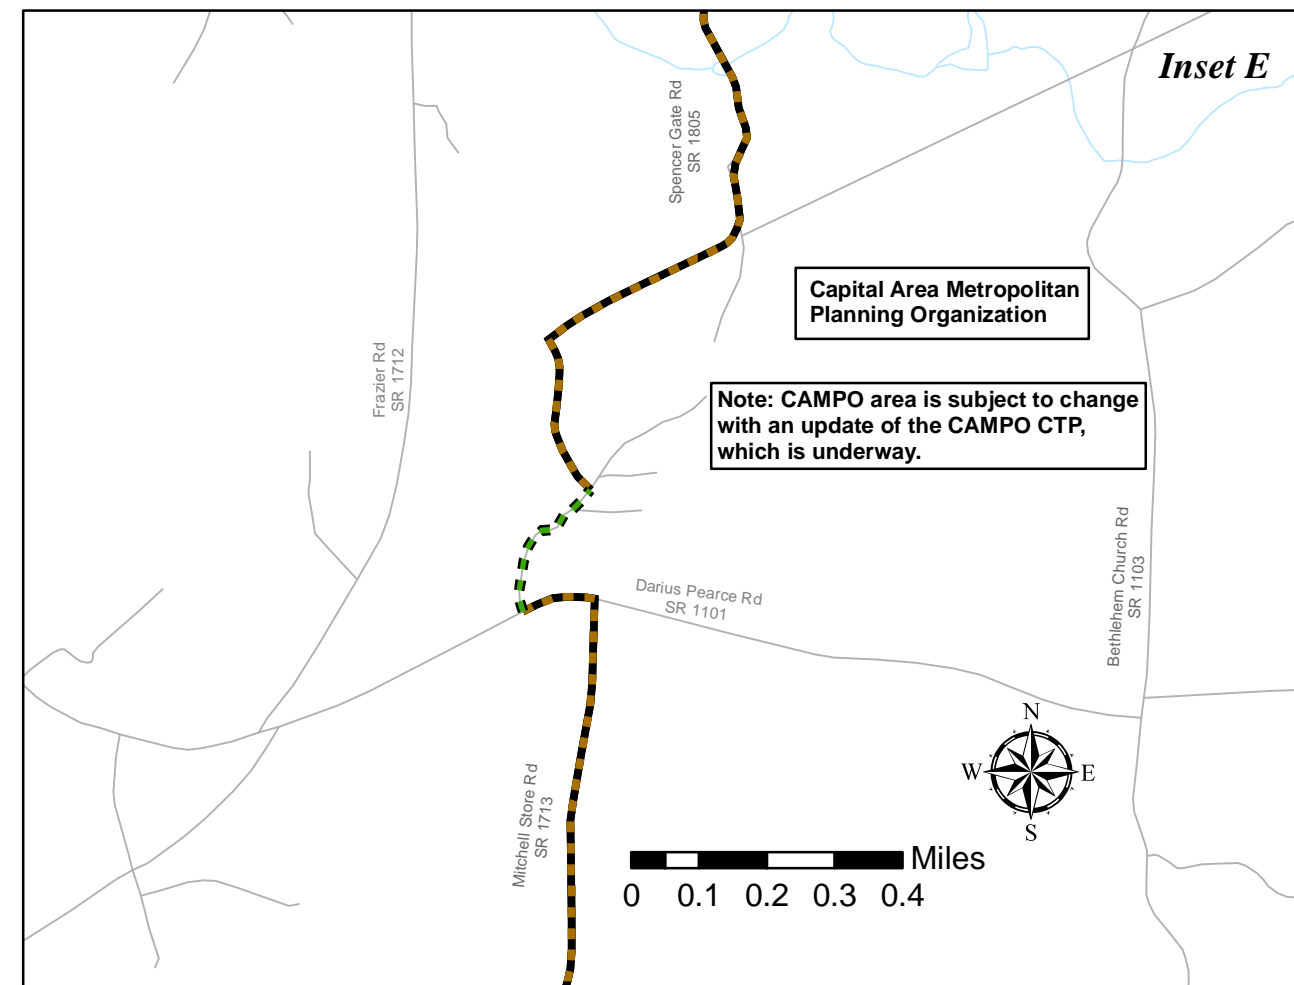 Inset E
Spencer Gate Rd
SR 1805
Capital Area Metropolitan
Planning Organization
Frazier Rd
SR 1712
Note: CAMPO area is subject to change
with an update of the CAMPO CTP,
which is underway.
Bethlehem Church Rd
SR 1103
Darius Pearce Rd
SR 1101
N
W
E
S
Mitchell Store Rd
SR 1713
Miles
0 0.1 0.2 0.3 0.4